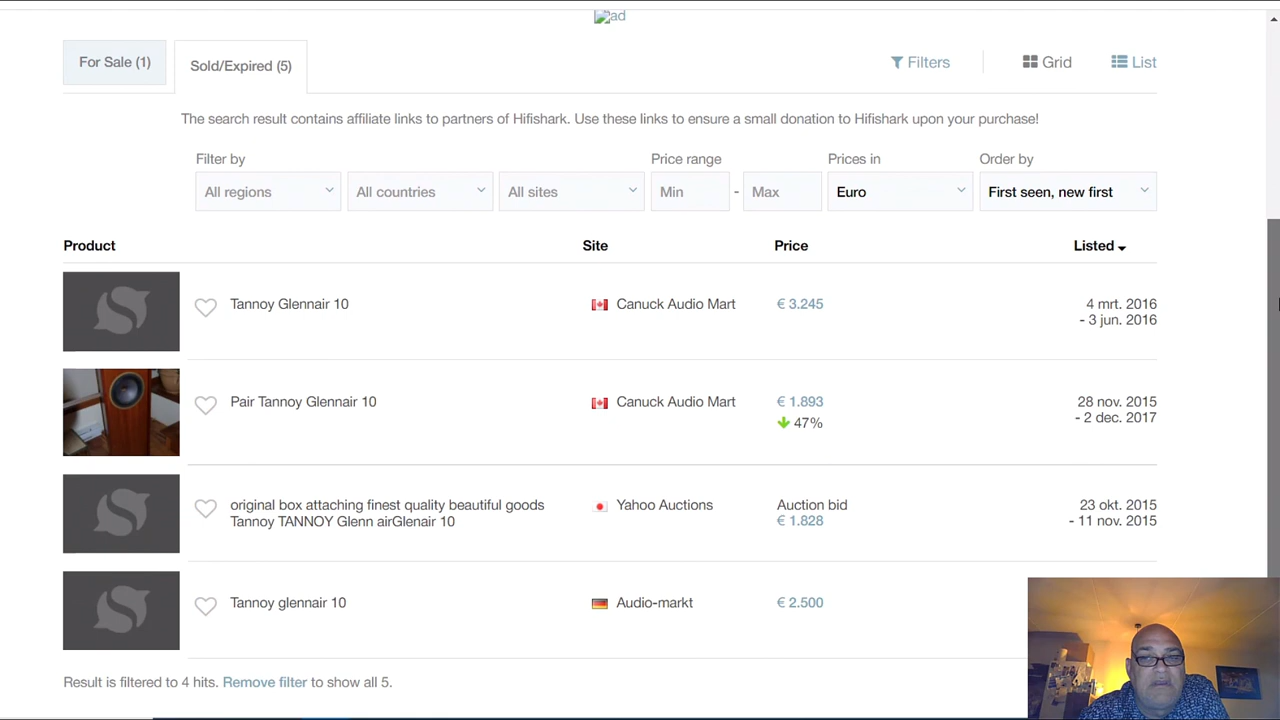 ad
For Sale (1)
Sold/Expired (5)
Filters
Grid
List
The search result contains affiliate links to partners of Hifishark. Use these links to ensure a small donation to Hifishark upon your purchase!
Filter by
Price range
Prices in
Order by
All regions
All countries
All sites
Min
-
Max
Euro
First seen, new first
Product
Site
Price
Listed
Tannoy Glennair 10
Canuck Audio Mart
€ 3.245
4 mrt. 2016
- 3 jun. 2016
Pair Tannoy Glennair 10
Canuck Audio Mart
€ 1.893
47%
28 nov. 2015
- 2 dec. 2017
original box attaching finest quality beautiful goods
Tannoy TANNOY Glenn airGlenair 10
Yahoo Auctions
Auction bid
€ 1.828
23 okt. 2015
- 11 nov. 2015
Tannoy glennair 10
Audio-markt
€ 2.500
Result is filtered to 4 hits. Remove filter to show all 5.